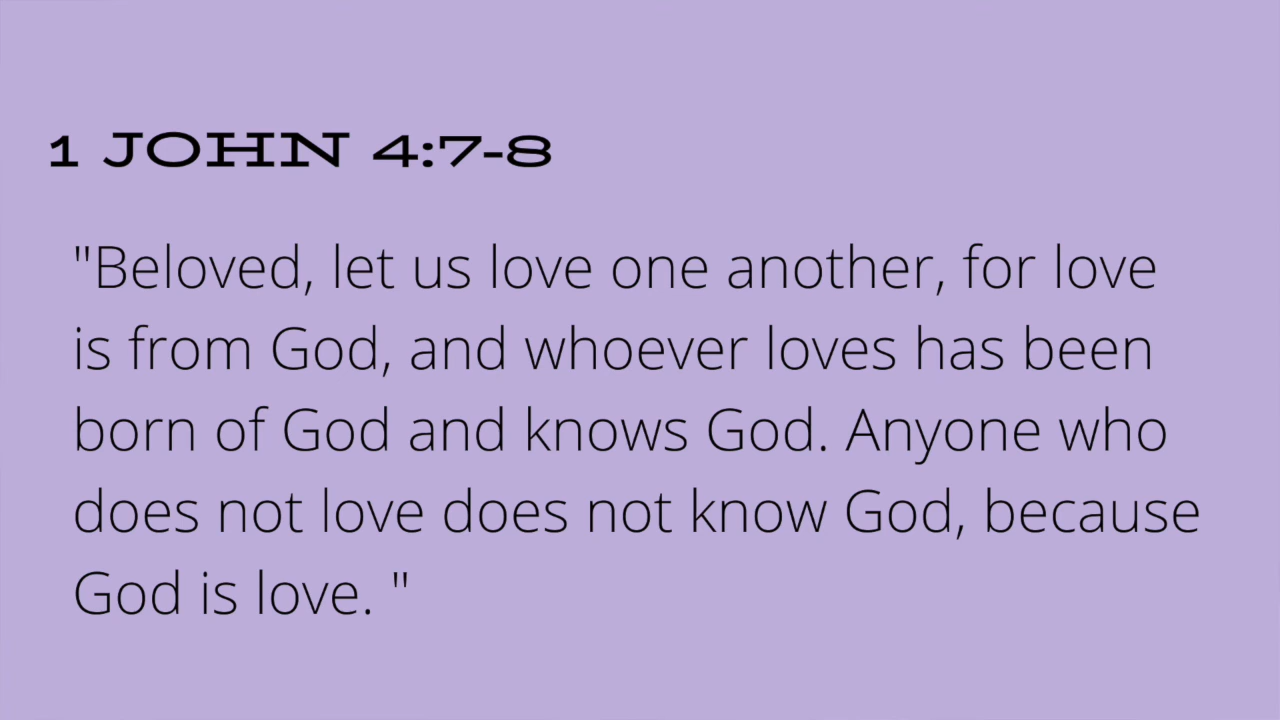 1 JOHN 4:7-8
"Beloved, let us love one another, for love
is from God, and whoever loves has been
born of God and knows God. Anyone who
does not love does not know God, because
God is love. "